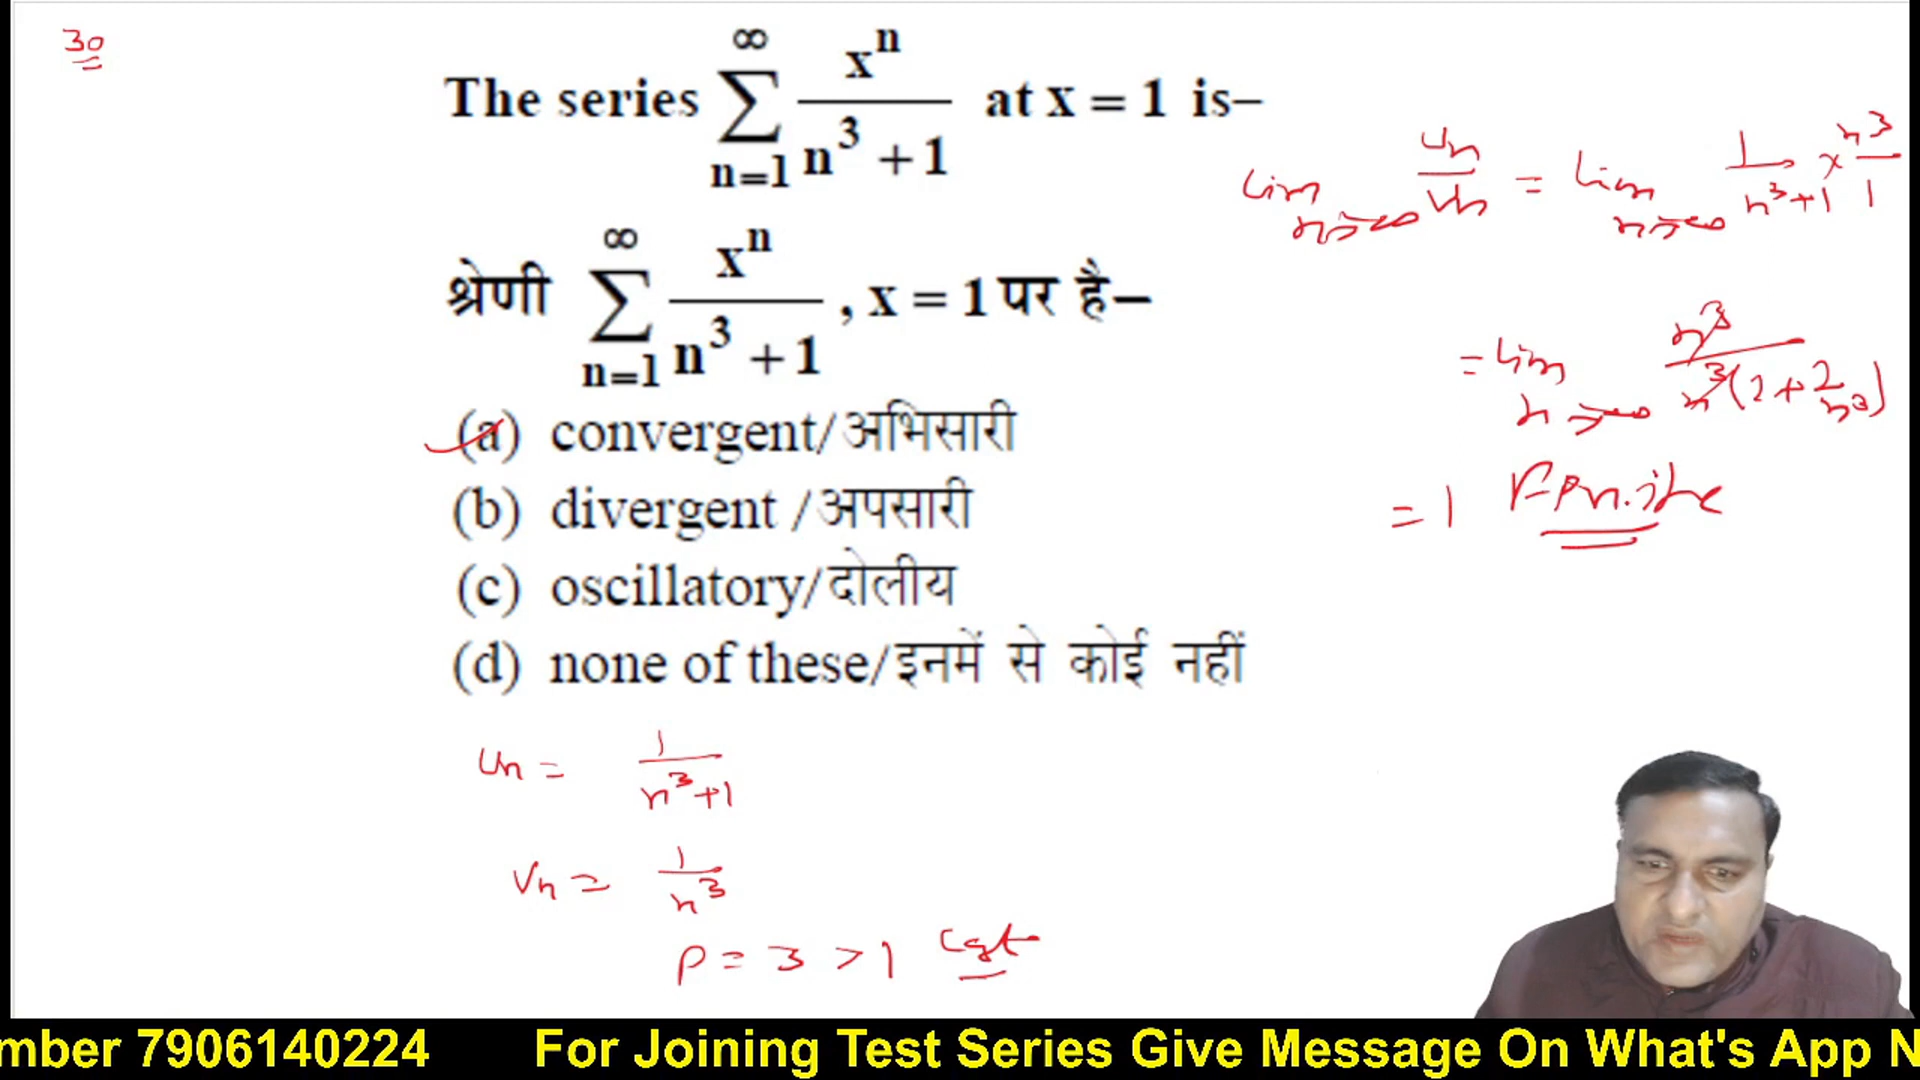 30
The series ∑_{n=1}^{∞} x^n / (n^3 + 1) at x = 1 is–
श्रेणी ∑_{n=1}^{∞} x^n / (n^3 + 1) , x = 1 पर है–
(a) convergent/अभिसारी
(b) divergent /अपसारी
(c) oscillatory/दोलीय
(d) none of these/इनमें से कोई नहीं
un = 1 / (n^3+1)
vn = 1 / n^3
P = 3 > 1 cgt
lim_{n→∞} un / vn = lim_{n→∞} 1 / (n^3+1) × n^3 / 1
= lim_{n→∞} n^3 / n^3(1 + 1/n^3)
= 1
mber 7906140224 For Joining Test Series Give Message On What's App N